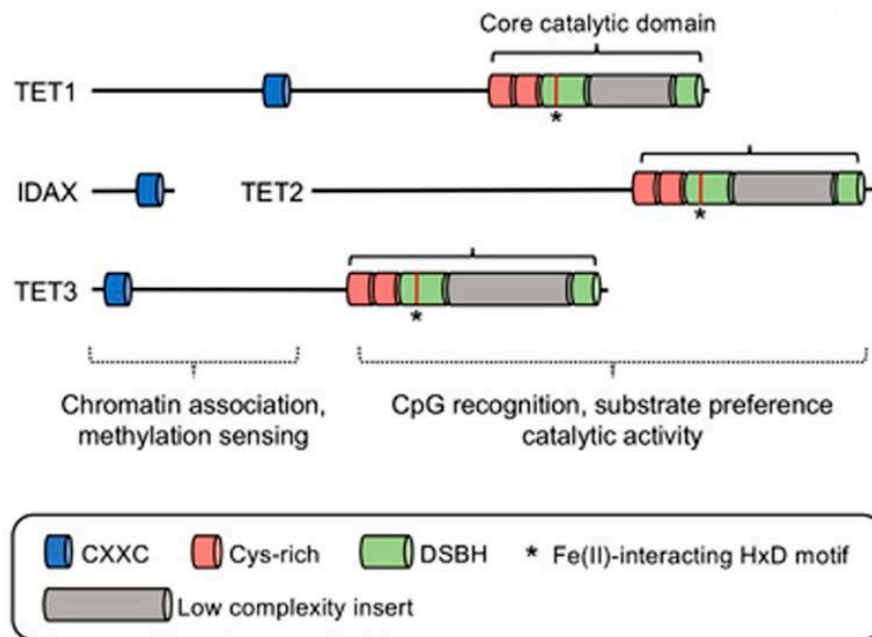 Core catalytic domain
TET1
*
IDAX
TET2
*
TET3
*
Chromatin association,
methylation sensing
CpG recognition, substrate preference
catalytic activity
CXXC
Cys-rich
DSBH
* Fe(II)-interacting HxD motif
Low complexity insert